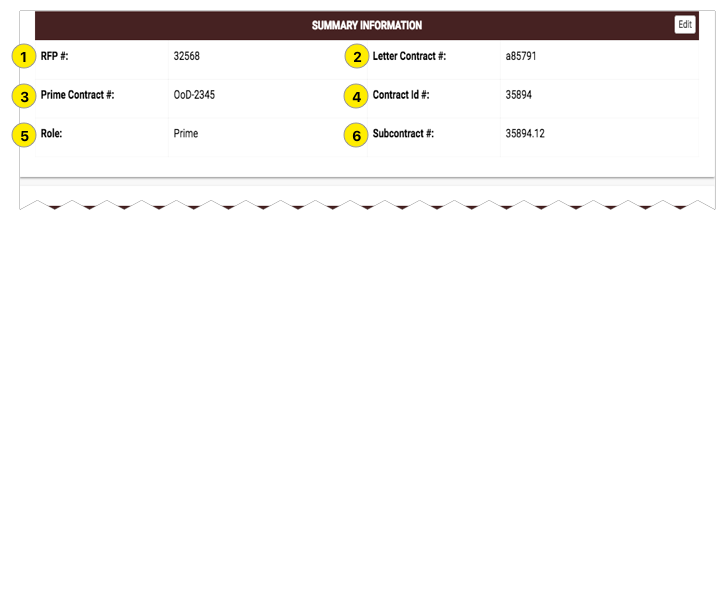 SUMMARY INFORMATION Edit
1 RFP #: 32568 2 Letter Contract #: a85791
3 Prime Contract #: OoD-2345 4 Contract Id #: 35894
5 Role: Prime 6 Subcontract #: 35894.12